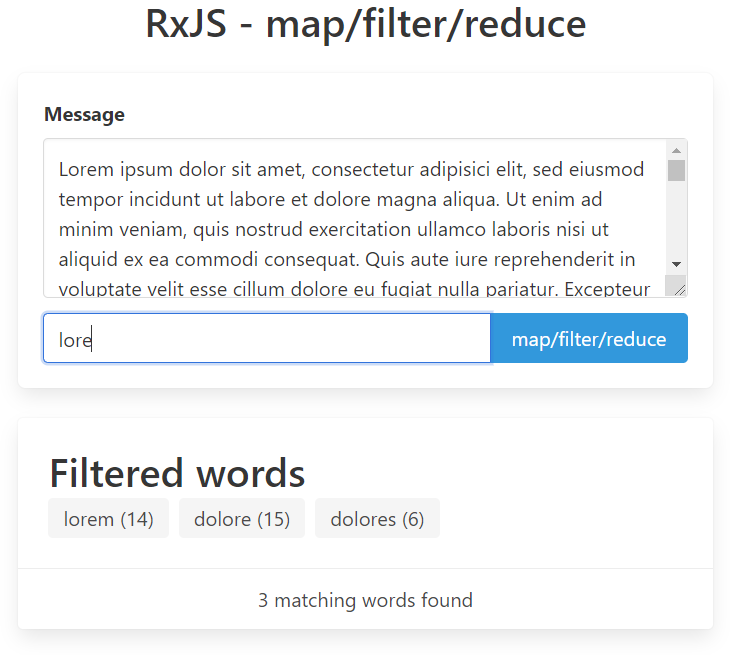 RxJS - map/filter/reduce
Message
Lorem ipsum dolor sit amet, consectetur adipisici elit, sed eiusmod
tempor incidunt ut labore et dolore magna aliqua. Ut enim ad
minim veniam, quis nostrud exercitation ullamco laboris nisi ut
aliquid ex ea commodi consequat. Quis aute iure reprehenderit in
voluptate velit esse cillum dolore eu fugiat nulla pariatur. Excepteur
lore
map/filter/reduce
Filtered words
lorem (14) dolore (15) dolores (6)
3 matching words found